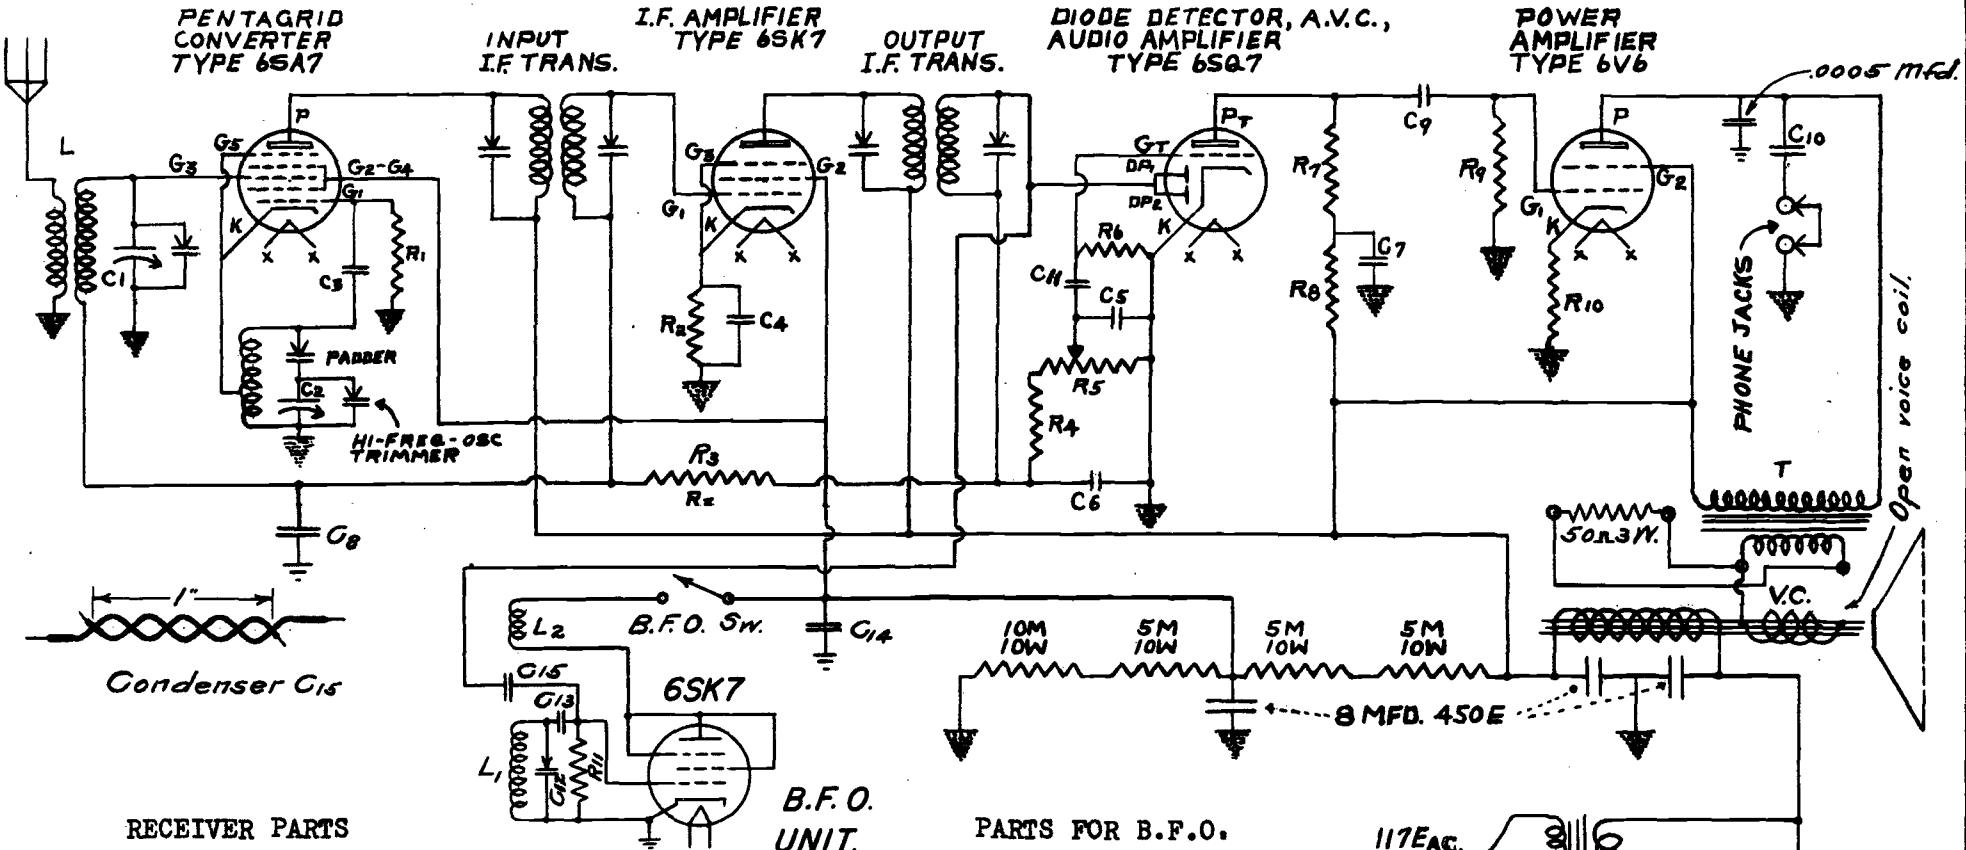 PENTAGRID
CONVERTER
TYPE 6SA7
INPUT
I.F. TRANS.
I.F. AMPLIFIER
TYPE 6SK7
OUTPUT
I.F. TRANS.
DIODE DETECTOR, A.V.C.,
AUDIO AMPLIFIER
TYPE 6SQ7
POWER
AMPLIFIER
TYPE 6V6
.0005 Mfd.
L
G3
G5
P
G2-G4
G1
K
X X
C1
C3
R1
PADDER
C2
HI-FREQ-OSC
TRIMMER
G3
G2
G1
K
X X
R2
C4
R3
R2
PT
GT
DP1
DP2
K
X X
R6
C11
C5
R5
R4
C6
R7
R8
C7
C9
R9
P
G2
G1
K
X X
R10
C10
PHONE JACKS
Open voice coil.
T
50Ω3W.
V.C.
C8
1"
Condenser C15
L2
B.F.O. SW.
C14
C15
C13
6SK7
L1
C12
R11
B.F.O.
UNIT.
10M
10W
5M
10W
5M
10W
5M
10W
8 MFD. 450E
RECEIVER PARTS
PARTS FOR B.F.O.
117E AC.